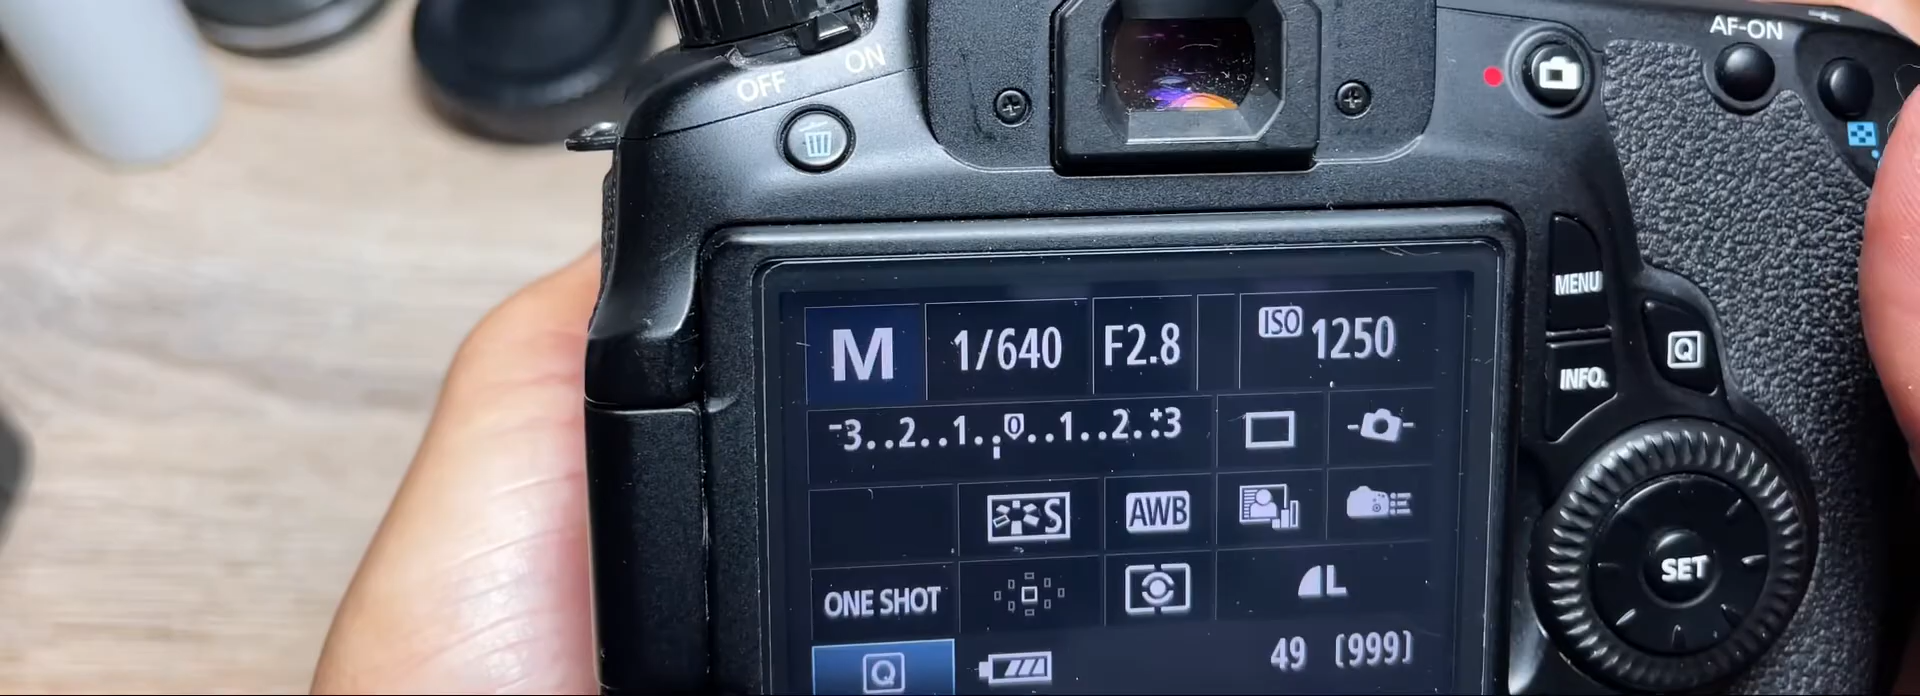 AF-ON
OFF ON
M 1/640 F2.8 ISO 1250
-3..2..1..0..1..2..+3
S AWB
ONE SHOT L
Q 49 [999]
MENU
INFO.
Q
SET